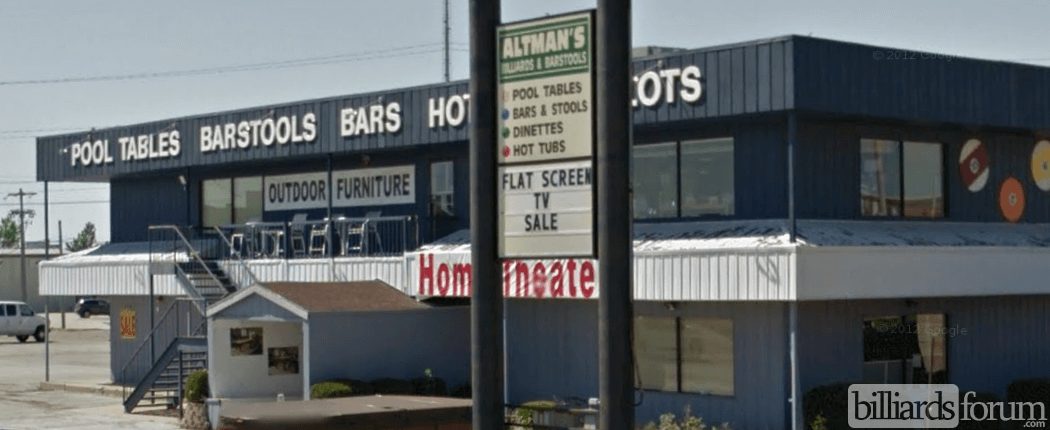 © 2012 Google
ALTMAN'S
BILLIARDS & BARSTOOLS
POOL TABLES
BARS & STOOLS
DINETTES
HOT TUBS
FLAT SCREEN
TV
SALE
POOL TABLES BARSTOOLS BARS HOT
OUTDOOR FURNITURE
SALE
© 2012 Google
billiardsforum
.com